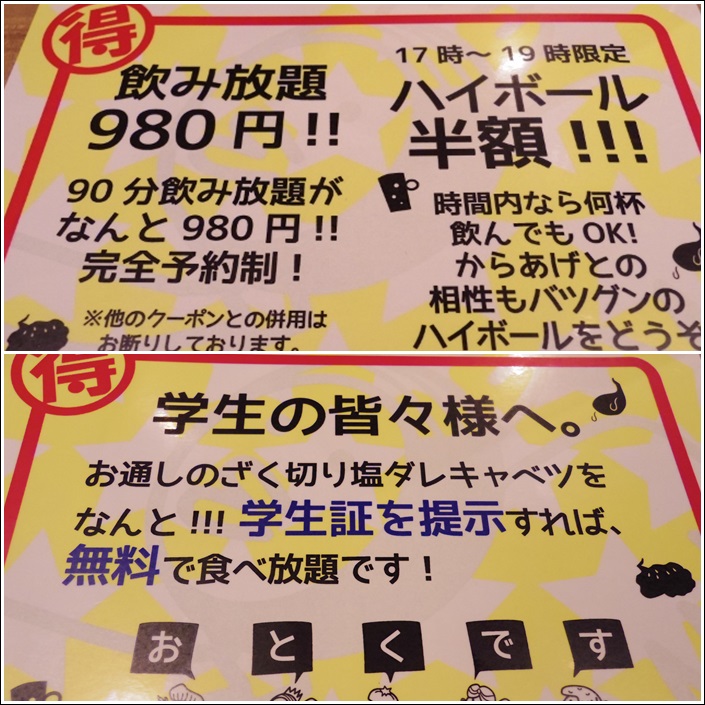 得
飲み放題
980円!!
90分飲み放題が
なんと980円!!
完全予約制!
※他のクーポンとの併用は
お断りしております。
17時～19時限定
ハイボール
半額!!!
時間内なら何杯
飲んでもOK!
からあげとの
相性もバツグンの
ハイボールをどうぞ
得
学生の皆々様へ。
お通しのざく切り塩ダレキャベツを
なんと!!!学生証を提示すれば、
無料で食べ放題です!
おとくです